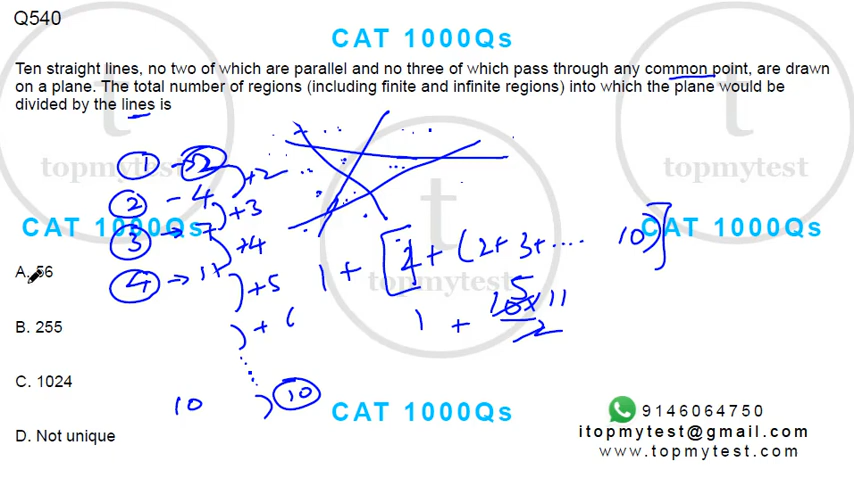 Q540
CAT 1000Qs
Ten straight lines, no two of which are parallel and no three of which pass through any common point, are drawn
on a plane. The total number of regions (including finite and infinite regions) into which the plane would be
divided by the lines is
topmytest topmytest
1 → 2
+2
2 - 4
+3
CAT 1000Qs CAT 1000Qs
3 → 7
+4
1 + [1 + (2+ 3+ .... 10)]
A. 56
4 → 11
topmytest
+5
1 + 10x11
2
5
+ 6
B. 255
C. 1024
10
10
CAT 1000Qs
9146064750
itopmytest@gmail.com
www.topmytest.com
D. Not unique